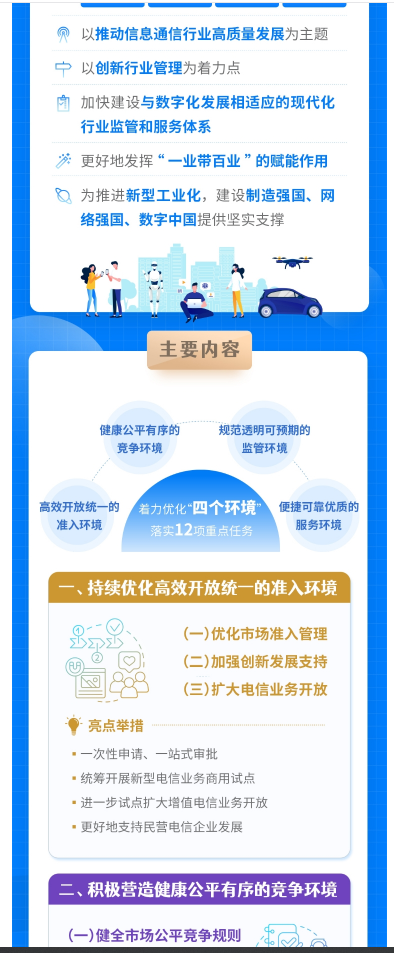 以推动信息通信行业高质量发展为主题
以创新行业管理为着力点
加快建设与数字化发展相适应的现代化
行业监管和服务体系
更好地发挥“一业带百业”的赋能作用
为推进新型工业化，建设制造强国、网
络强国、数字中国提供坚实支撑
主要内容
健康公平有序的
竞争环境
规范透明可预期的
监管环境
高效开放统一的
准入环境
着力优化“四个环境”
落实12项重点任务
便捷可靠优质的
服务环境
一、持续优化高效开放统一的准入环境
(一)优化市场准入管理
(二)加强创新发展支持
(三)扩大电信业务开放
亮点举措
一次性申请、一站式审批
统筹开展新型电信业务商用试点
进一步试点扩大增值电信业务开放
更好地支持民营电信企业发展
二、积极营造健康公平有序的竞争环境
(一)健全市场公平竞争规则